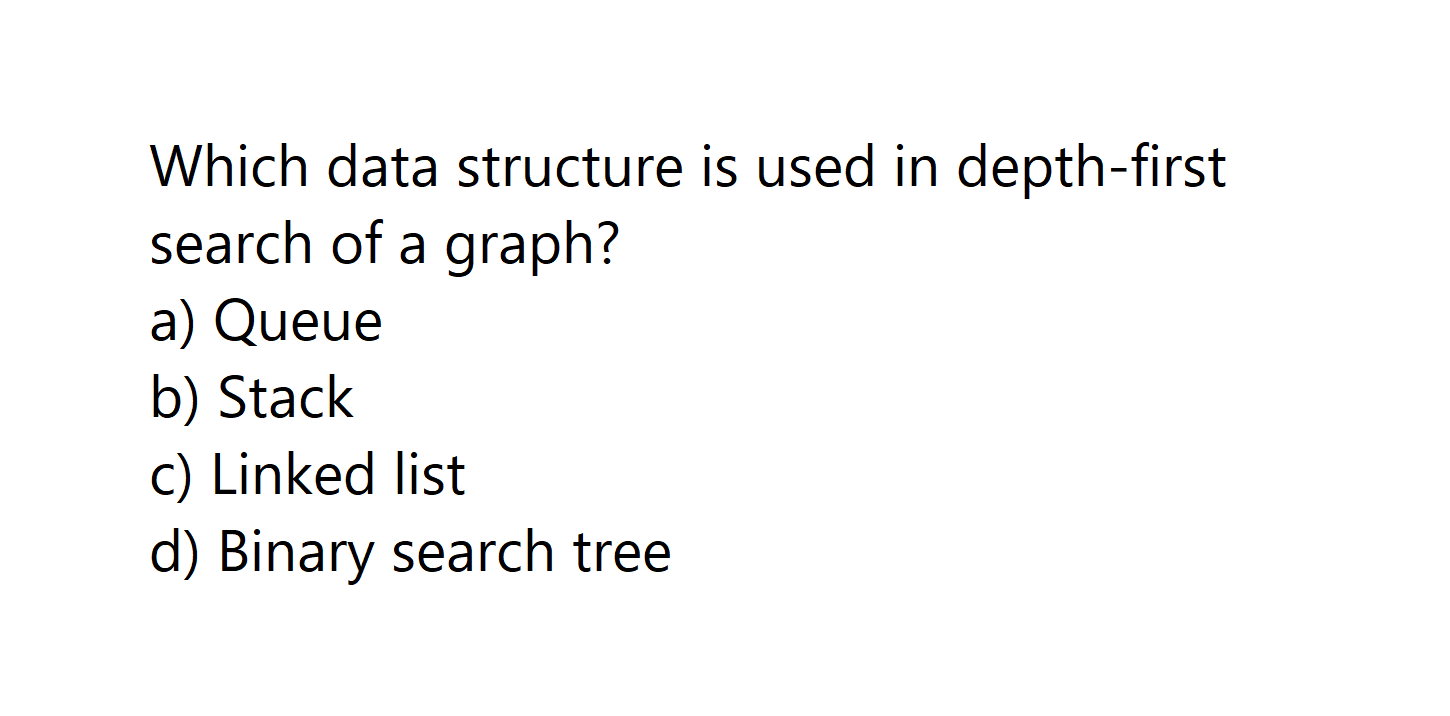 Which data structure is used in depth-first
search of a graph?
a) Queue
b) Stack
c) Linked list
d) Binary search tree